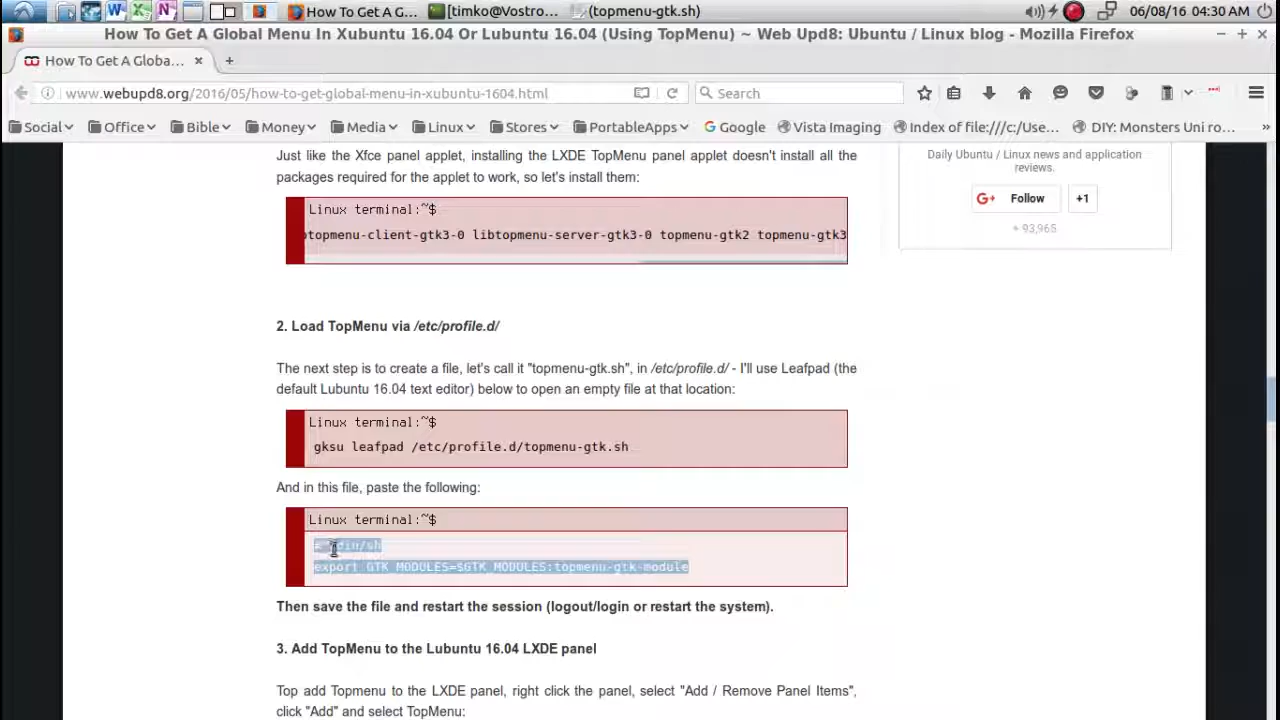 How To Get A G...
[timko@Vostro...
(topmenu-gtk.sh)
06/08/16 04:30 AM
How To Get A Global Menu In Xubuntu 16.04 Or Lubuntu 16.04 (Using TopMenu) ~ Web Upd8: Ubuntu / Linux blog - Mozilla Firefox
How To Get A Globa...
www.webupd8.org/2016/05/how-to-get-global-menu-in-xubuntu-1604.html
Search
Social Office Bible Money Media Linux Stores PortableApps Google Vista Imaging Index of file:///c:/Use... DIY: Monsters Uni ro...
Just like the Xfce panel applet, installing the LXDE TopMenu panel applet doesn't install all the
packages required for the applet to work, so let's install them:
Linux terminal:~$
topmenu-client-gtk3-0 libtopmenu-server-gtk3-0 topmenu-gtk2 topmenu-gtk3
Daily Ubuntu / Linux news and application
reviews.
G+ Follow +1
+ 93,965
2. Load TopMenu via /etc/profile.d/
The next step is to create a file, let's call it "topmenu-gtk.sh", in /etc/profile.d/ - I'll use Leafpad (the
default Lubuntu 16.04 text editor) below to open an empty file at that location:
Linux terminal:~$
gksu leafpad /etc/profile.d/topmenu-gtk.sh
And in this file, paste the following:
Linux terminal:~$
bin/sh
export GTK_MODULES=$GTK_MODULES:topmenu-gtk-module
Then save the file and restart the session (logout/login or restart the system).
3. Add TopMenu to the Lubuntu 16.04 LXDE panel
Top add Topmenu to the LXDE panel, right click the panel, select "Add / Remove Panel Items",
click "Add" and select TopMenu: